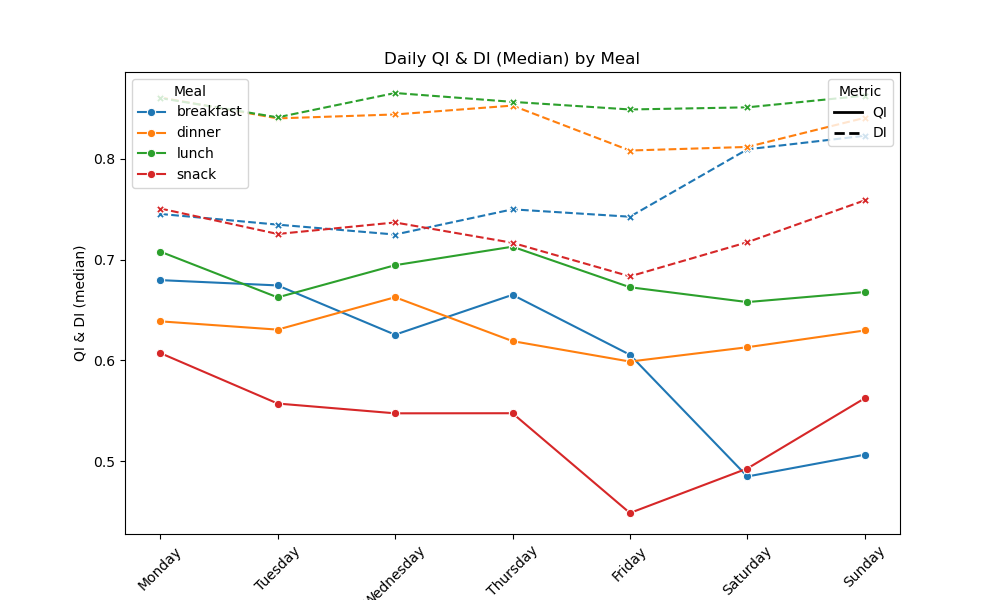 Daily QI & DI (Median) by Meal
Meal
breakfast
dinner
lunch
snack
Metric
QI
DI
QI & DI (median)
0.8
0.7
0.6
0.5
Monday
Tuesday
Wednesday
Thursday
Friday
Saturday
Sunday